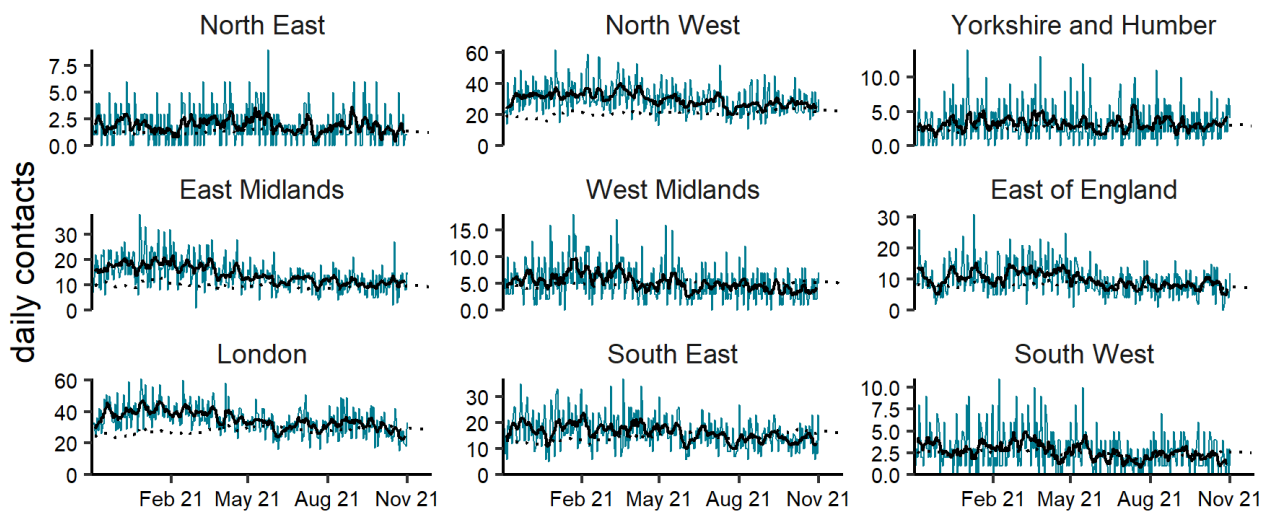 daily contacts
North East
7.5
5.0
2.5
0.0
North West
60
40
20
0
Yorkshire and Humber
10.0
5.0
0.0
East Midlands
30
20
10
0
West Midlands
15.0
10.0
5.0
0.0
East of England
30
20
10
0
London
60
40
20
0
Feb 21 May 21 Aug 21 Nov 21
South East
30
20
10
0
Feb 21 May 21 Aug 21 Nov 21
South West
10.0
7.5
5.0
2.5
0.0
Feb 21 May 21 Aug 21 Nov 21